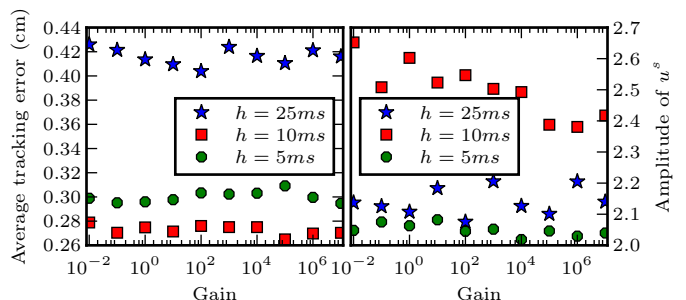 Average tracking error (cm)
0.44
0.42
0.40
0.38
0.36
0.34
0.32
0.30
0.28
0.26
h = 25ms
h = 10ms
h = 5ms
10^{-2} 10^0 10^2 10^4 10^6
Gain
h = 25ms
h = 10ms
h = 5ms
10^{-2} 10^0 10^2 10^4 10^6
Gain
2.7
2.6
2.5
2.4
2.3
2.2
2.1
2.0
Amplitude of u^s